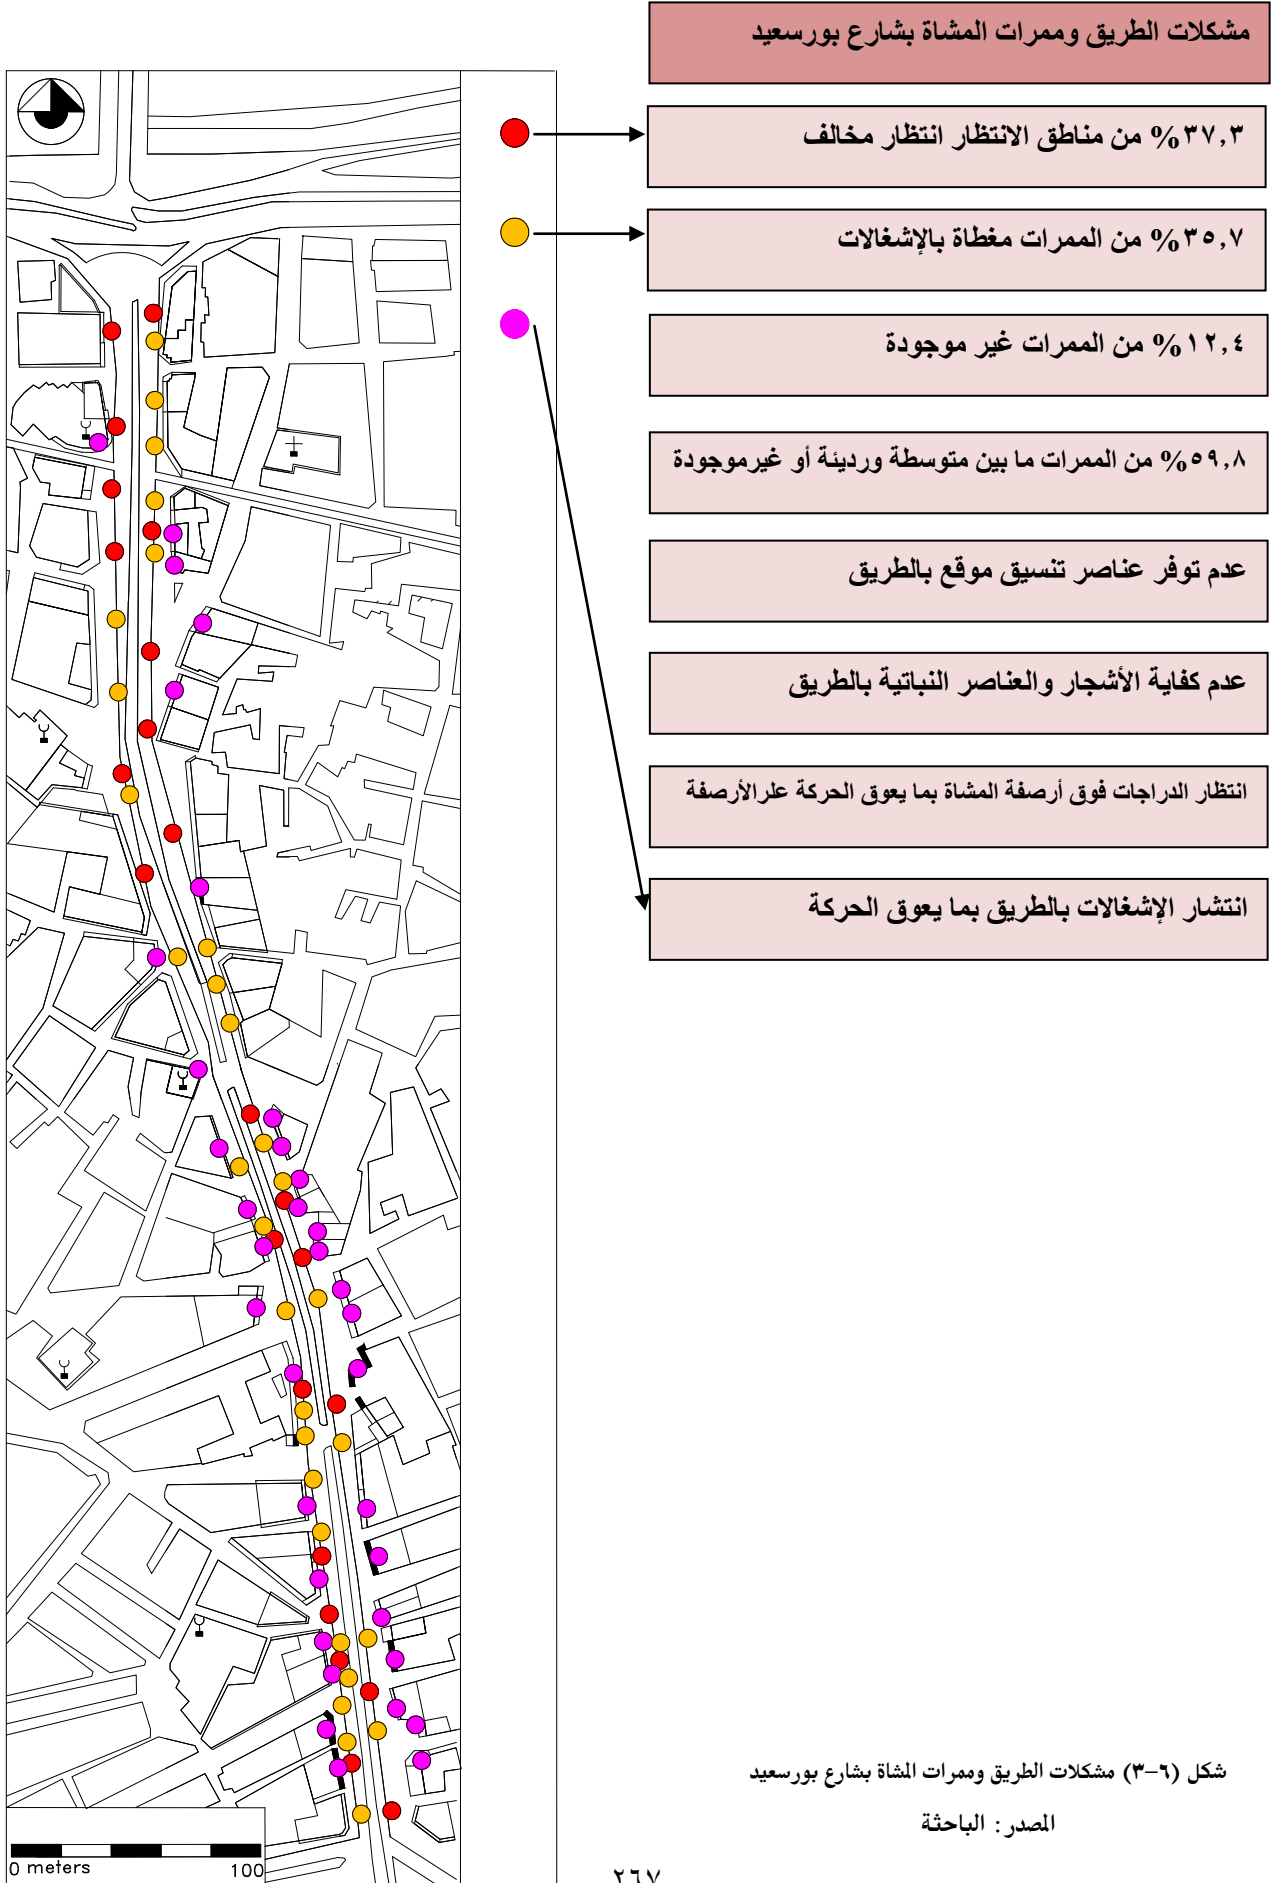 مشكلات الطريق وممرات المشاة بشارع بورسعيد
٣٧,٣% من مناطق الانتظار انتظار مخالف
٣٥,٧% من الممرات مغطاة بالإشغالات
١٢,٤% من الممرات غير موجودة
٥٩,٨% من الممرات ما بين متوسطة ورديئة أو غيرموجودة
عدم توفر عناصر تنسيق موقع بالطريق
عدم كفاية الأشجار والعناصر النباتية بالطريق
انتظار الدراجات فوق أرصفة المشاة بما يعوق الحركة علرالأرصفة
انتشار الإشغالات بالطريق بما يعوق الحركة
شكل (٦-٣) مشكلات الطريق وممرات المشاة بشارع بورسعيد
المصدر: الباحثة
0 meters 100
٢٦٧